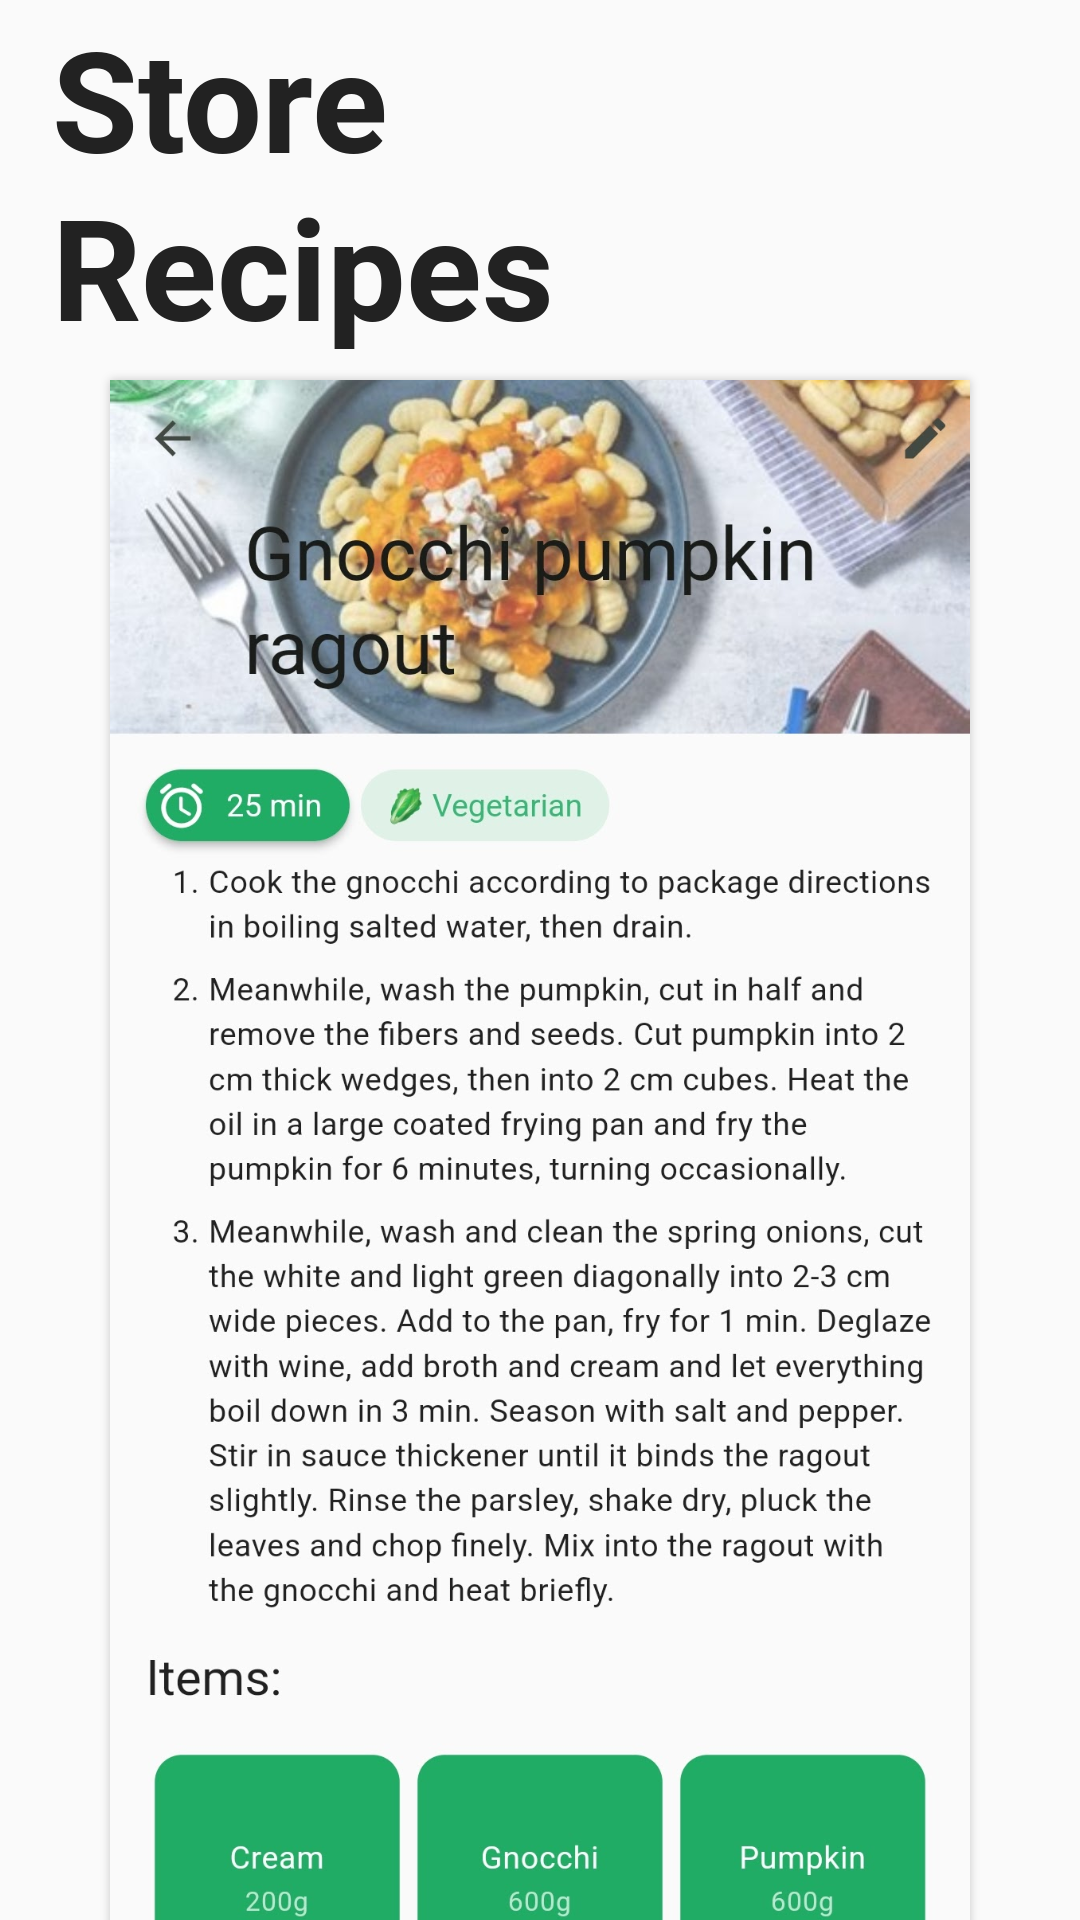 Store
Recipes
Gnocchi pumpkin
ragout
25 min
Vegetarian
1. Cook the gnocchi according to package directions
in boiling salted water, then drain.
2. Meanwhile, wash the pumpkin, cut in half and
remove the fibers and seeds. Cut pumpkin into 2
cm thick wedges, then into 2 cm cubes. Heat the
oil in a large coated frying pan and fry the
pumpkin for 6 minutes, turning occasionally.
3. Meanwhile, wash and clean the spring onions, cut
the white and light green diagonally into 2-3 cm
wide pieces. Add to the pan, fry for 1 min. Deglaze
with wine, add broth and cream and let everything
boil down in 3 min. Season with salt and pepper.
Stir in sauce thickener until it binds the ragout
slightly. Rinse the parsley, shake dry, pluck the
leaves and chop finely. Mix into the ragout with
the gnocchi and heat briefly.
Items:
Cream
200g
Gnocchi
600g
Pumpkin
600g